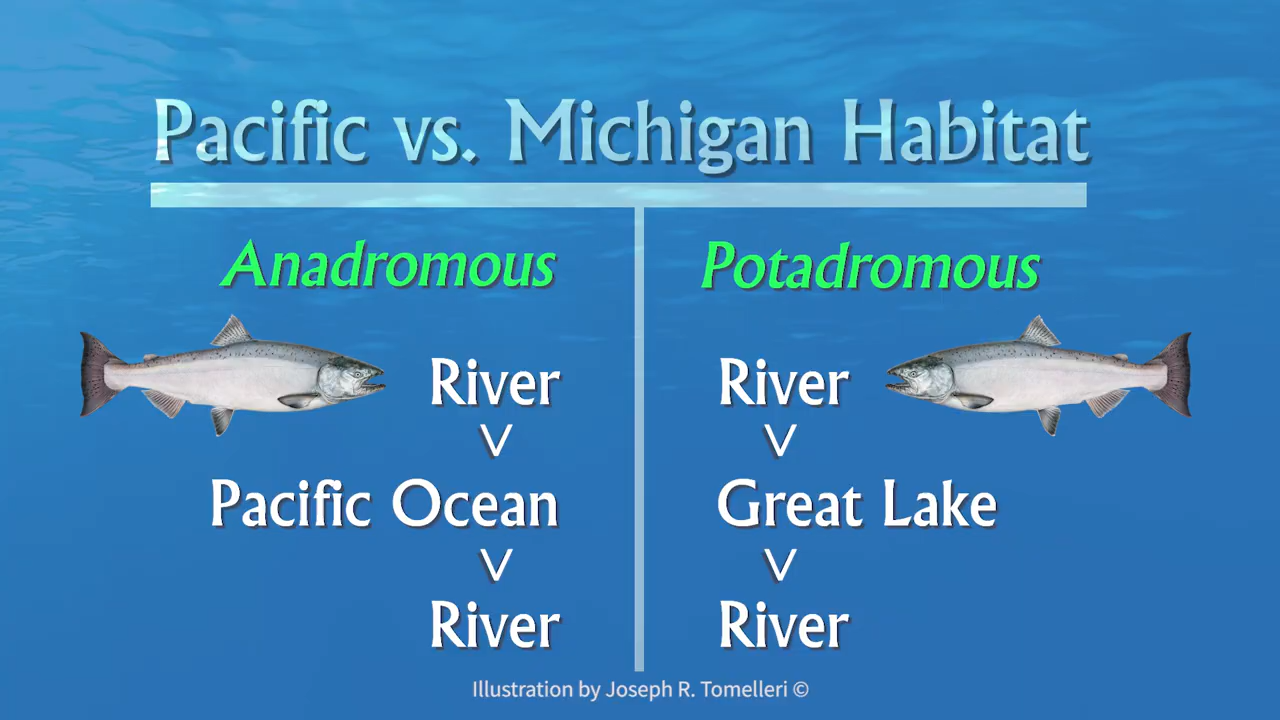 Pacific vs. Michigan Habitat
Anadromous
River
V
Pacific Ocean
V
River
Potadromous
River
V
Great Lake
V
River
Illustration by Joseph R. Tomelleri ©